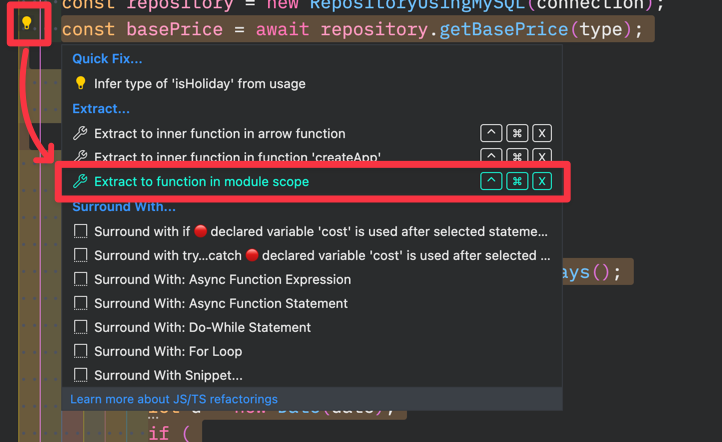 const repository = new RepositoryUsingMySQL(connection);
const basePrice = await repository.getBasePrice(type);
Quick Fix...
Infer type of 'isHoliday' from usage
Extract...
Extract to inner function in arrow function ^ ⌘ X
Extract to inner function in function 'createApp' ^ ⌘ X
Extract to function in module scope ^ ⌘ X
Surround With...
Surround with if 🔴 declared variable 'cost' is used after selected stateme...
Surround with try...catch 🔴 declared variable 'cost' is used after selected ...
Surround With: Async Function Expression
ays();
Surround With: Async Function Statement
Surround With: Do-While Statement
Surround With: For Loop
Surround With Snippet...
Learn more about JS/TS refactorings
let d = new Date(date);
if (